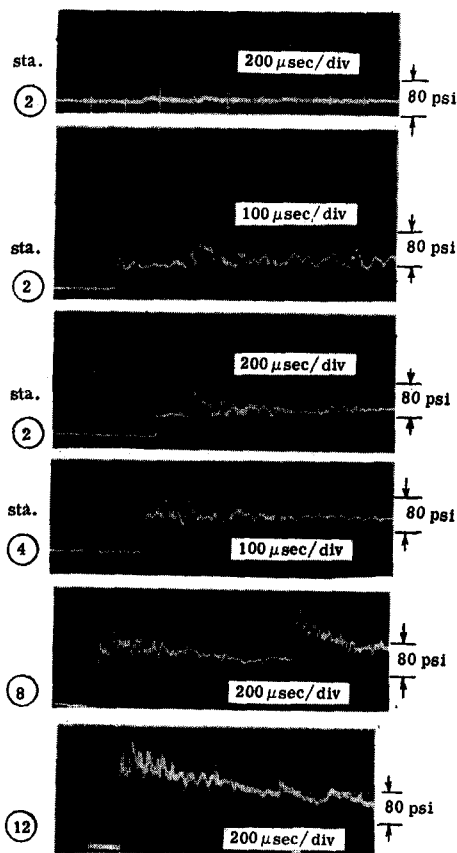 sta.
200 μsec/div
② 80 psi
100 μsec/div
sta. 80 psi
②
200 μsec/div
80 psi
sta.
②
sta.
80 psi
④ 100 μsec/div
80 psi
⑧ 200 μsec/div
80 psi
⑫ 200 μsec/div